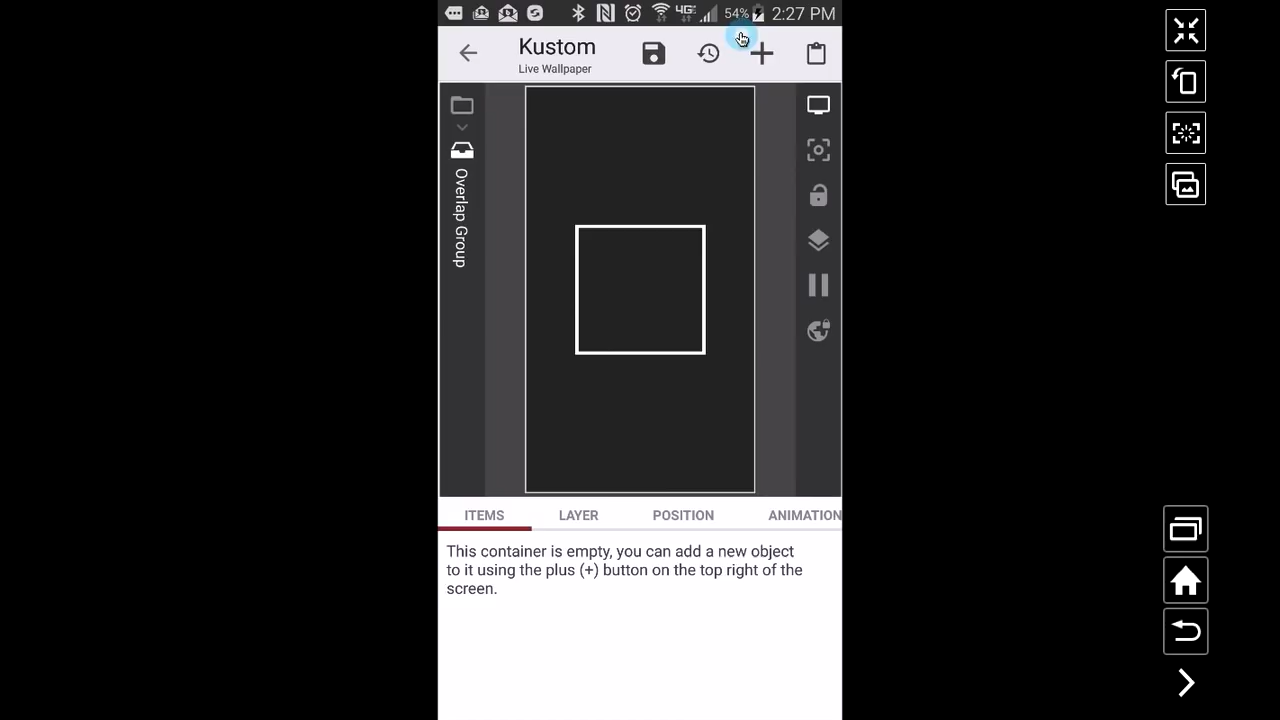 54% 2:27 PM
Kustom
Live Wallpaper
Overlap Group
ITEMS LAYER POSITION ANIMATION
This container is empty, you can add a new object
to it using the plus (+) button on the top right of the
screen.